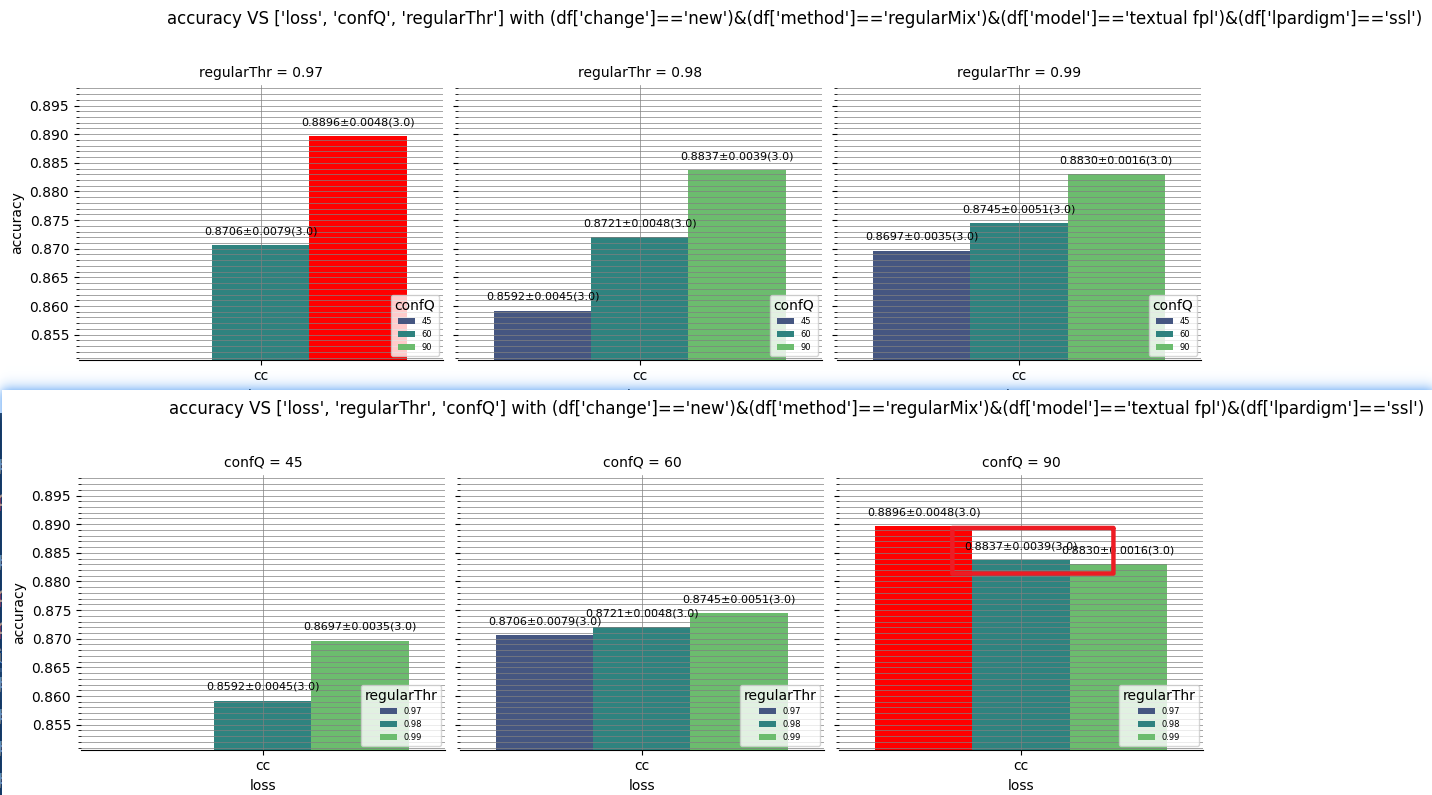 accuracy VS ['loss', 'confQ', 'regularThr'] with (df['change']=='new')&(df['method']=='regularMix')&(df['model']=='textual fpl')&(df['lpardigm']=='ssl')
regularThr = 0.97
regularThr = 0.98
regularThr = 0.99
accuracy
0.895
0.890
0.885
0.880
0.875
0.870
0.865
0.860
0.855
0.8706±0.0079(3.0)
0.8896±0.0048(3.0)
confQ
45
60
90
cc
0.8592±0.0045(3.0)
0.8721±0.0048(3.0)
0.8837±0.0039(3.0)
confQ
45
60
90
cc
0.8697±0.0035(3.0)
0.8745±0.0051(3.0)
0.8830±0.0016(3.0)
confQ
45
60
90
cc
accuracy VS ['loss', 'regularThr', 'confQ'] with (df['change']=='new')&(df['method']=='regularMix')&(df['model']=='textual fpl')&(df['lpardigm']=='ssl')
confQ = 45
confQ = 60
confQ = 90
accuracy
0.895
0.890
0.885
0.880
0.875
0.870
0.865
0.860
0.855
0.8592±0.0045(3.0)
0.8697±0.0035(3.0)
regularThr
0.97
0.98
0.99
cc
loss
0.8706±0.0079(3.0)
0.8721±0.0048(3.0)
0.8745±0.0051(3.0)
regularThr
0.97
0.98
0.99
cc
loss
0.8896±0.0048(3.0)
0.8837±0.0039(3.0)
0.8830±0.0016(3.0)
regularThr
0.97
0.98
0.99
cc
loss